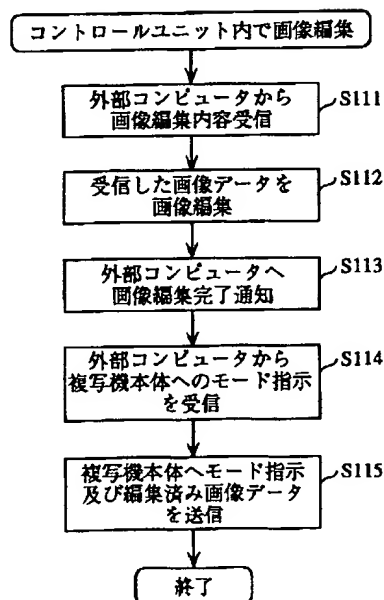 コントロールユニット内で画像編集
外部コンピュータから
画像編集内容受信
S111
受信した画像データを
画像編集
S112
外部コンピュータへ
画像編集完了通知
S113
外部コンピュータから
複写機本体へのモード指示
を受信
S114
複写機本体へモード指示
及び編集済み画像データ
を送信
S115
終了